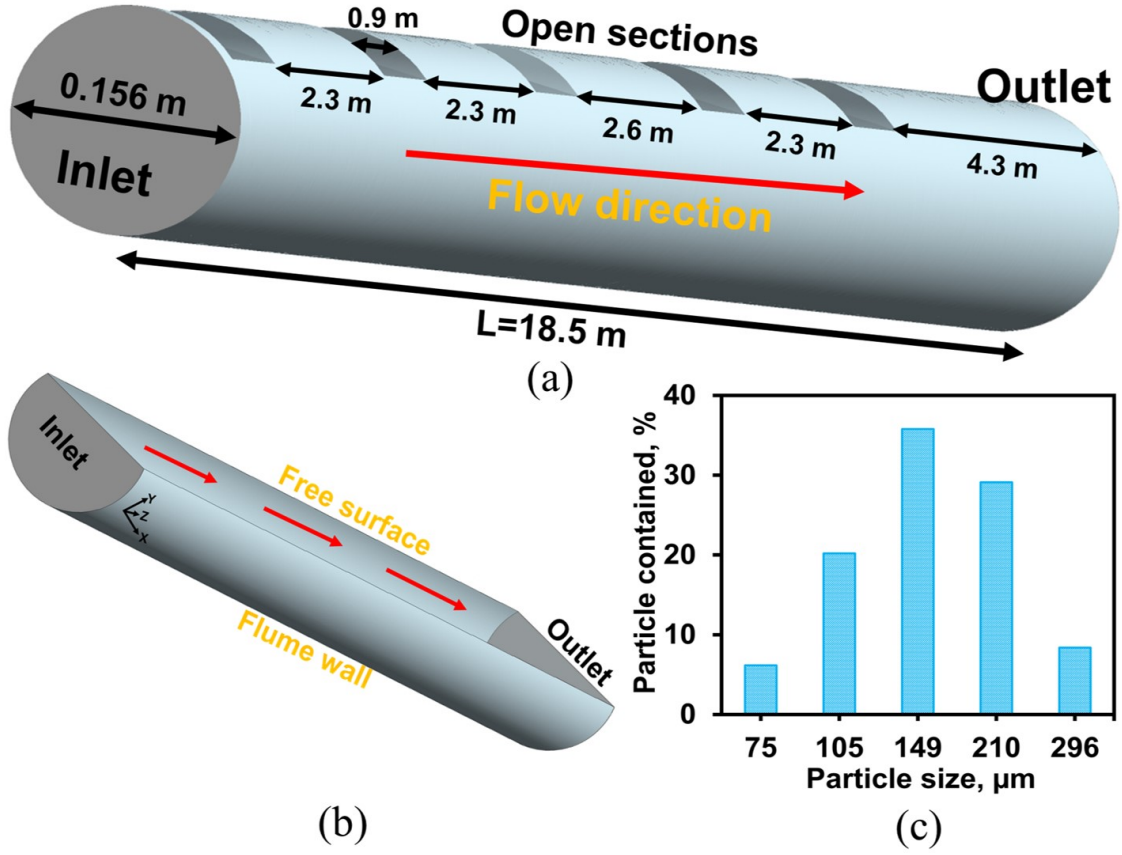 0.9 m
Open sections
Outlet
0.156 m
Inlet
2.3 m
2.3 m
2.6 m
2.3 m
4.3 m
Flow direction
L=18.5 m
(a)
Inlet
Y
Z
X
Free surface
Flume wall
Outlet
(b)
Particle contained, %
40
30
20
10
0
75 105 149 210 296
Particle size, μm
(c)